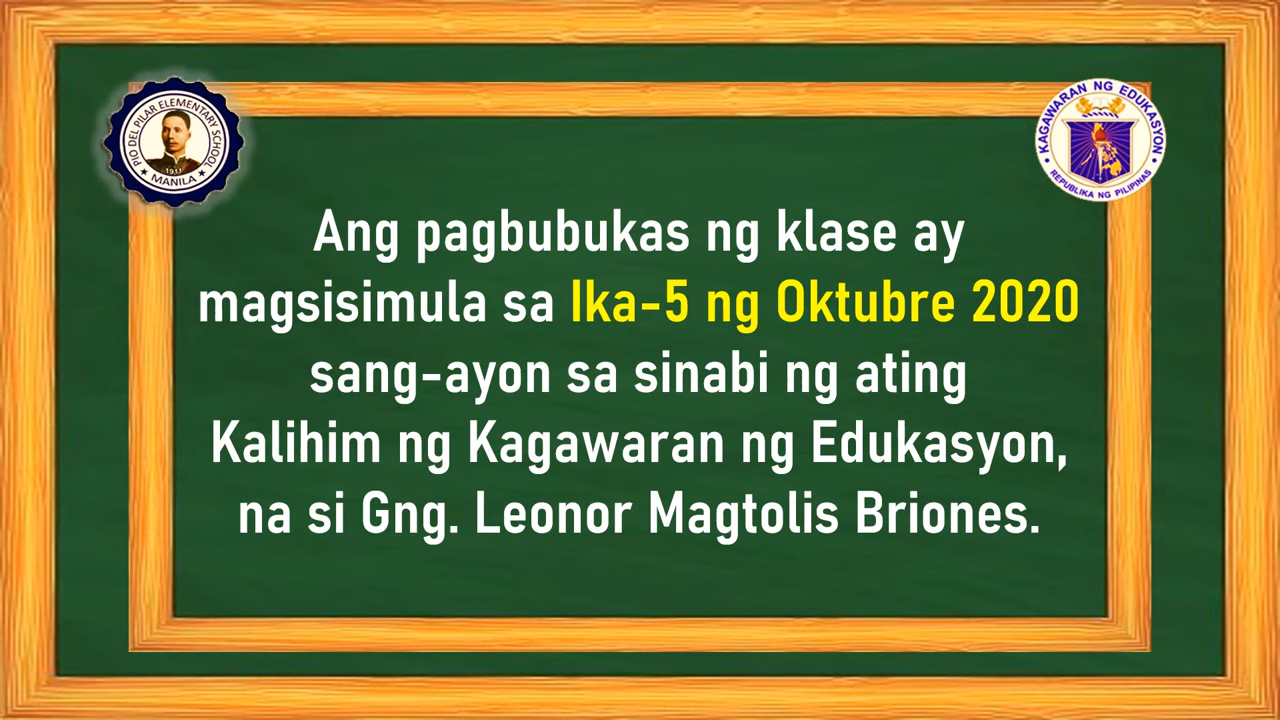 PIO DEL PILAR ELEMENTARY SCHOOL
1911
★ MANILA ★
KAGAWARAN NG EDUKASYON
REPUBLIKA NG PILIPINAS
Ang pagbubukas ng klase ay
magsisimula sa Ika-5 ng Oktubre 2020
sang-ayon sa sinabi ng ating
Kalihim ng Kagawaran ng Edukasyon,
na si Gng. Leonor Magtolis Briones.